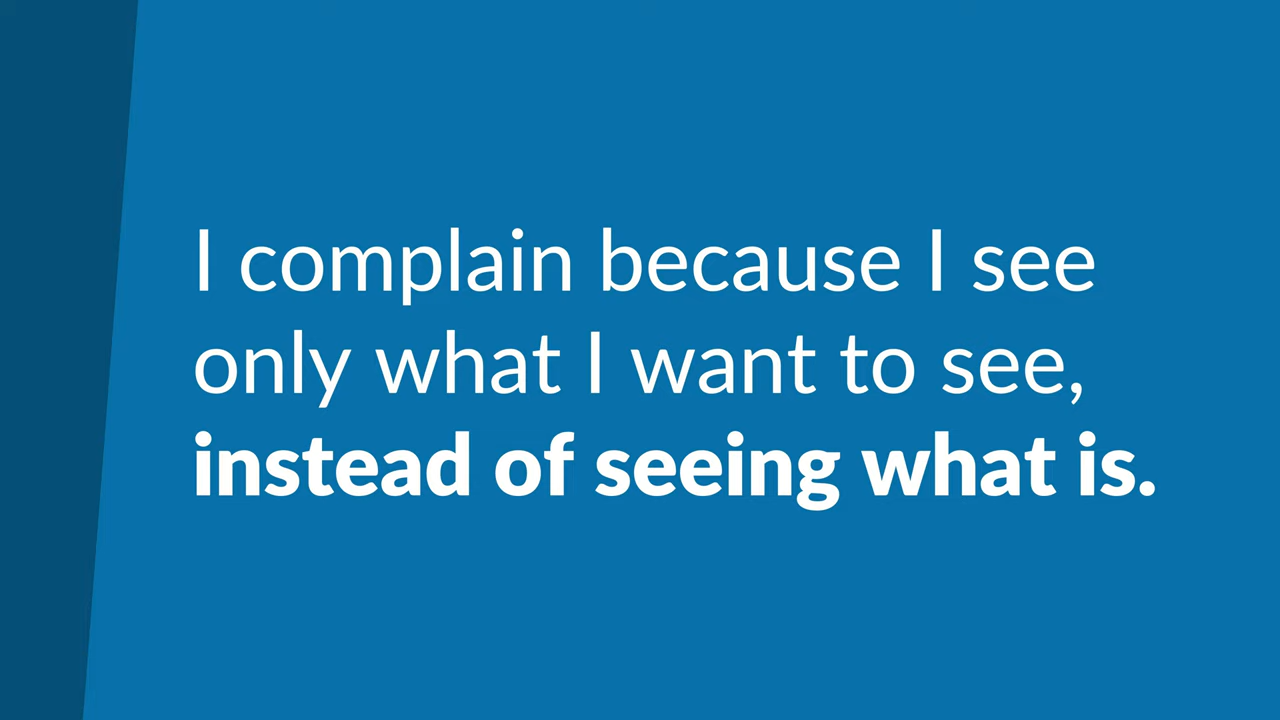 I complain because I see
only what I want to see,
instead of seeing what is.